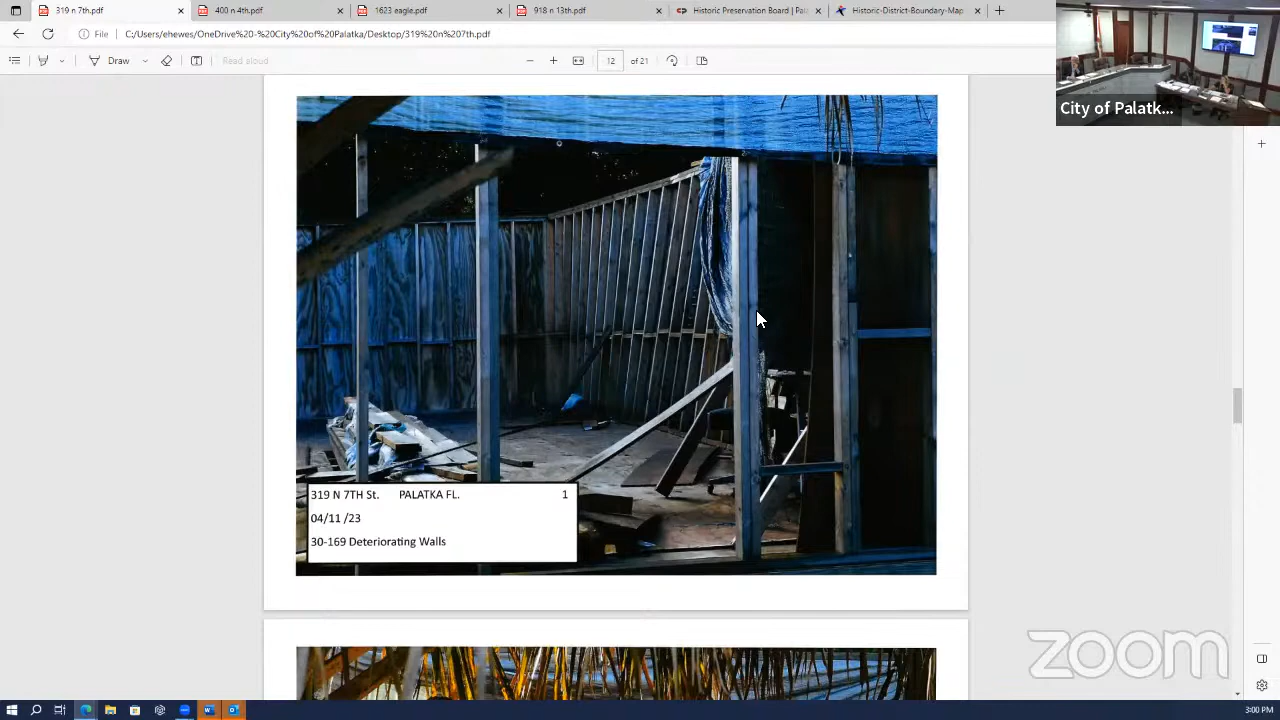 319 n 7th.pdf
400 n 4th.pdf
1623 eagle.pdf
918 n 13th.pdf
Historic Preservation Board | Pal
Historic-District-Boundary-Map
File
C:/Users/ehewes/OneDrive%20-%20City%20of%20Palatka/Desktop/319%20n%207th.pdf
Draw
Read aloud
12
of 21
City of Palatk...
319 N 7TH St. PALATKA FL. 1
04/11 /23
30-169 Deteriorating Walls
zoom
3:00 PM